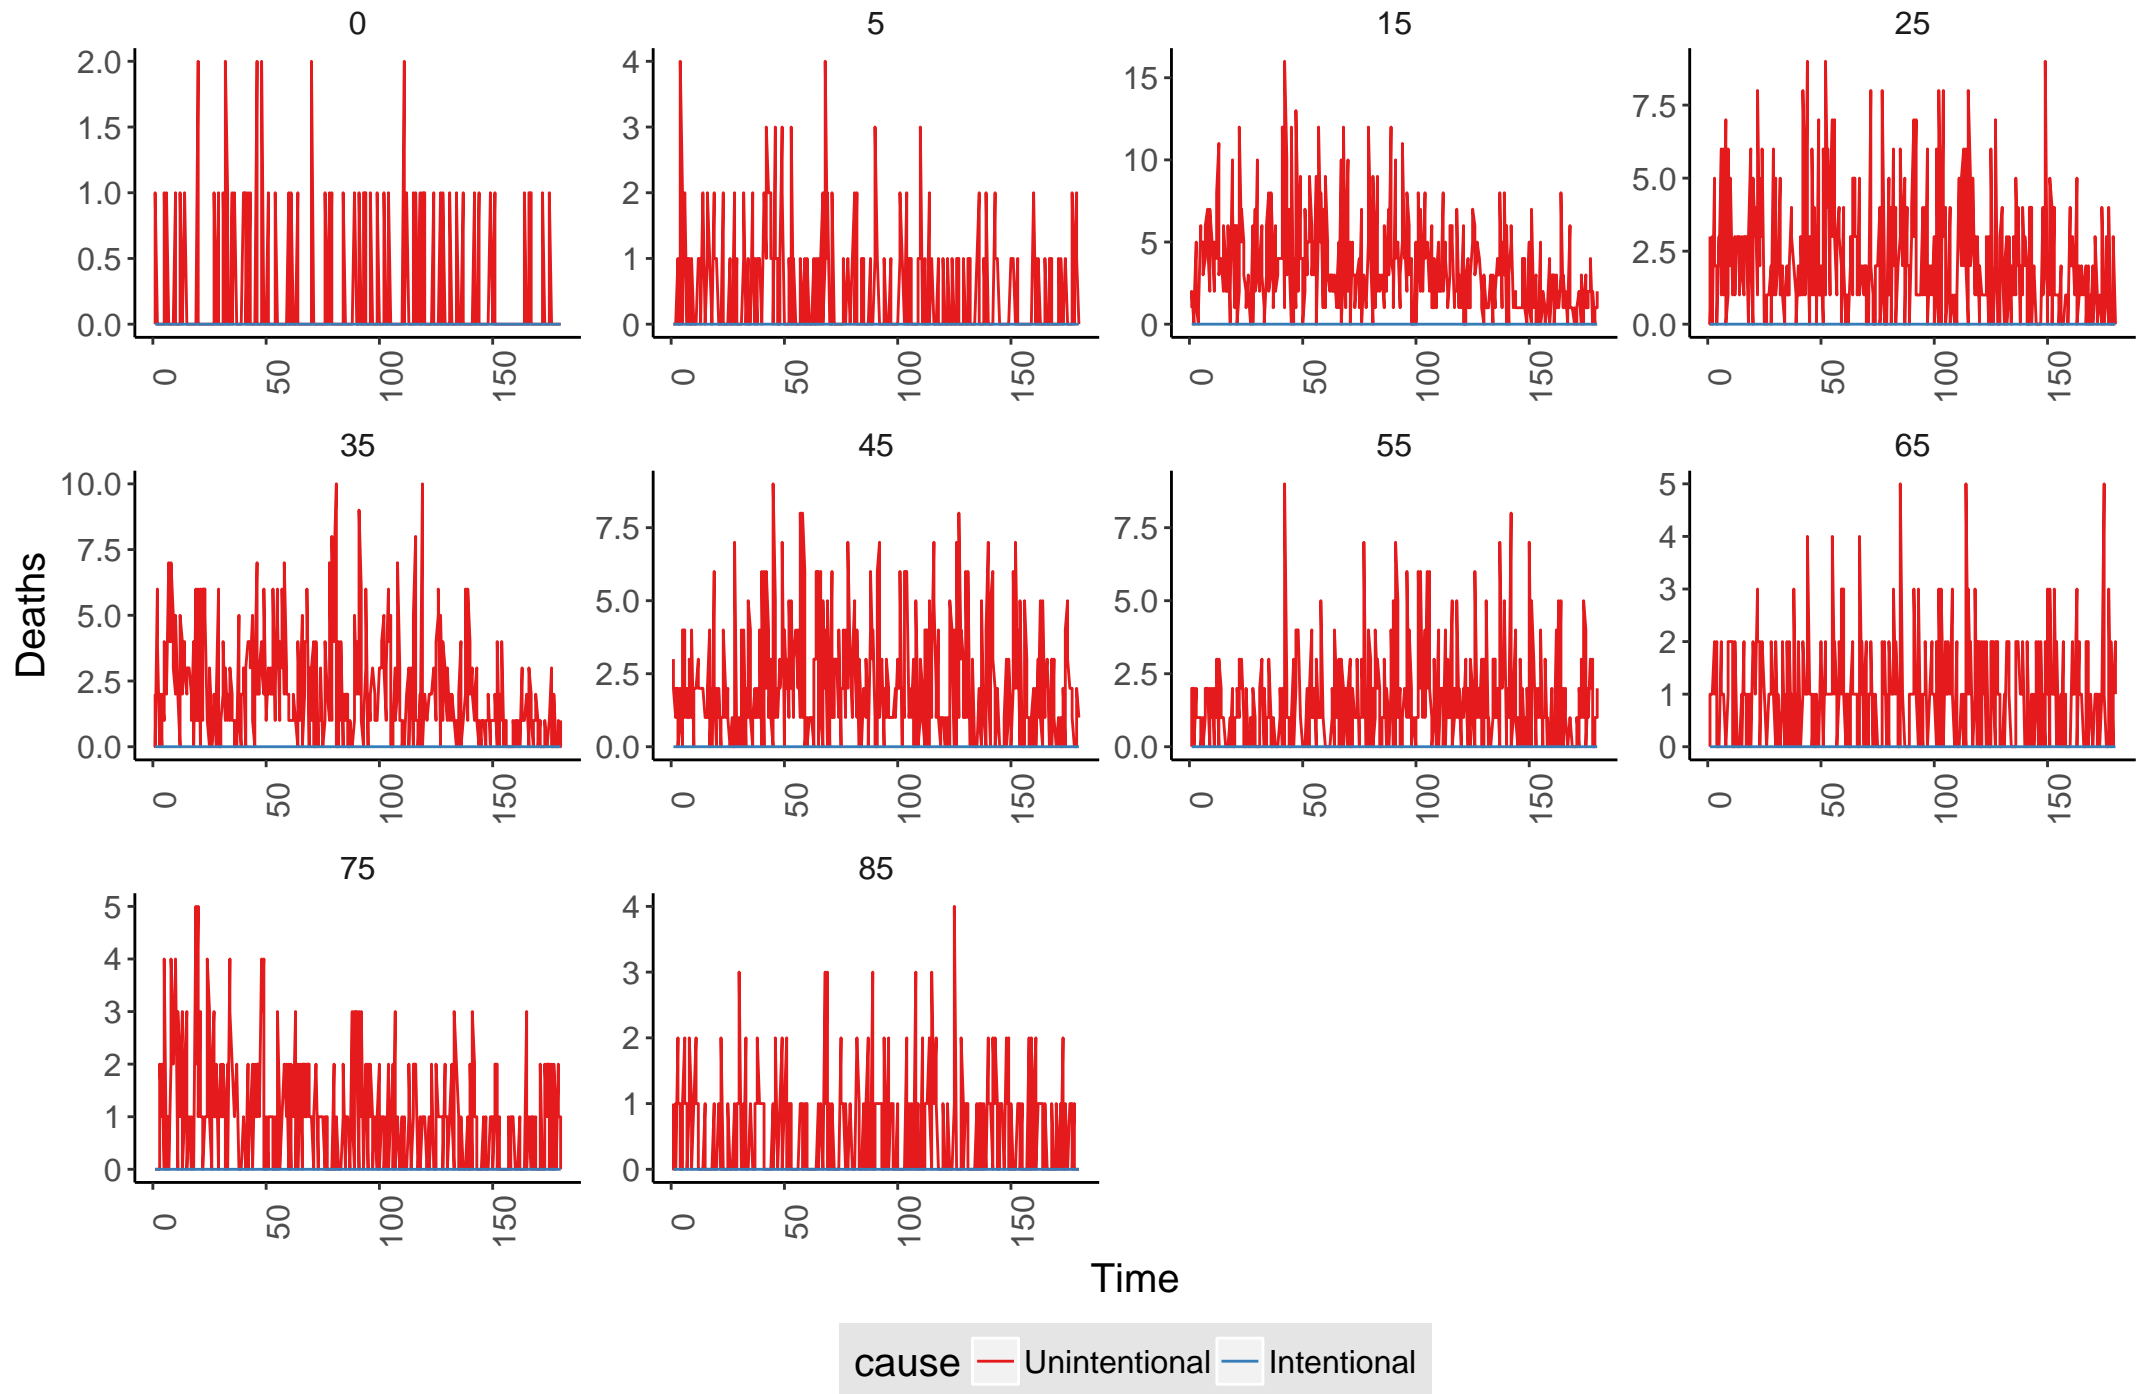 0 5 15 25
2.0 4 15 7.5
1.5 3 10 5.0
1.0 2 5 2.5
0.5 1 0 0.0
0.0 0
0 50 100 150 0 50 100 150 0 50 100 150 0 50 100 150
35 45 55 65
10.0 7.5 7.5 5
7.5 5.0 5.0 4
5.0 2.5 2.5 3
2.5 0.0 0.0 2
0.0 1
0
0 50 100 150 0 50 100 150 0 50 100 150 0 50 100 150
Deaths
75 85
5 4
4 3
3 2
2 1
1 0
0
0 50 100 150 0 50 100 150
Time
cause Unintentional Intentional